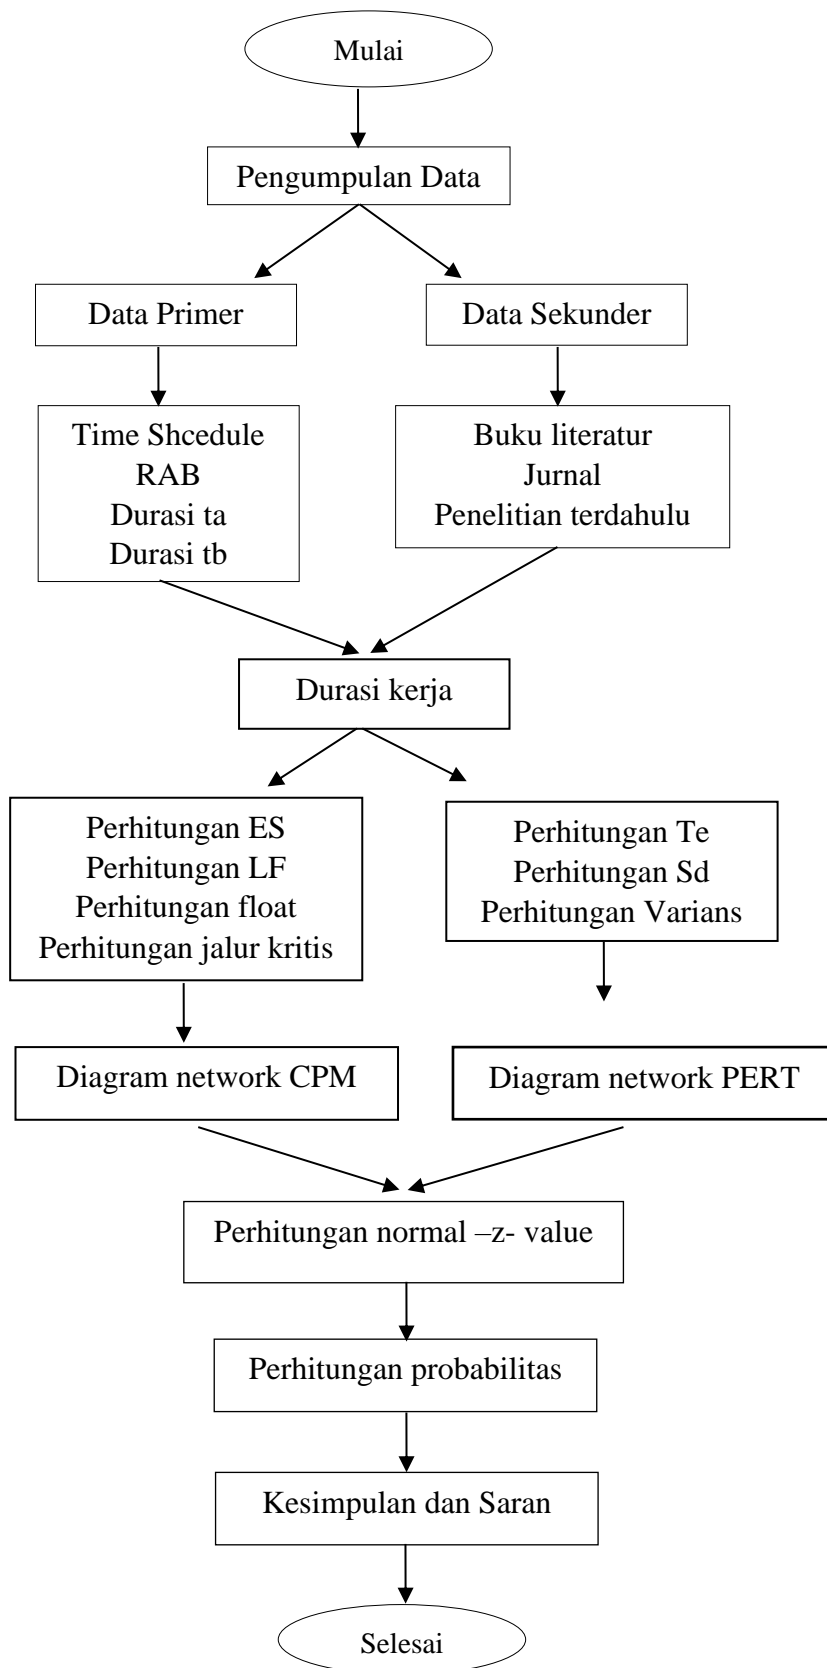 Mulai
Pengumpulan Data
Data Primer
Data Sekunder
Time Shcedule
RAB
Durasi ta
Durasi tb
Buku literatur
Jurnal
Penelitian terdahulu
Durasi kerja
Perhitungan ES
Perhitungan LF
Perhitungan float
Perhitungan jalur kritis
Perhitungan Te
Perhitungan Sd
Perhitungan Varians
Diagram network CPM
Diagram network PERT
Perhitungan normal –z- value
Perhitungan probabilitas
Kesimpulan dan Saran
Selesai